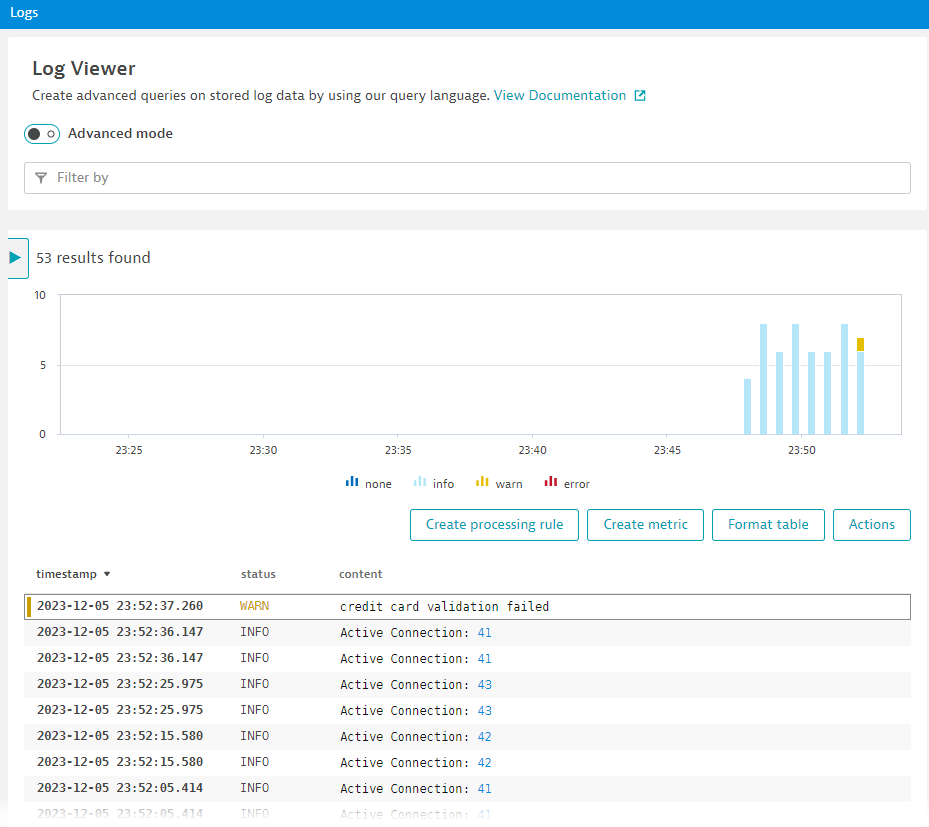 Logs
Log Viewer
Create advanced queries on stored log data by using our query language. View Documentation
Advanced mode
Filter by
53 results found
10
5
0
23:25 23:30 23:35 23:40 23:45 23:50
none info warn error
Create processing rule Create metric Format table Actions
timestamp status content
2023-12-05 23:52:37.260 WARN credit card validation failed
2023-12-05 23:52:36.147 INFO Active Connection: 41
2023-12-05 23:52:36.147 INFO Active Connection: 41
2023-12-05 23:52:25.975 INFO Active Connection: 43
2023-12-05 23:52:25.975 INFO Active Connection: 43
2023-12-05 23:52:15.580 INFO Active Connection: 42
2023-12-05 23:52:15.580 INFO Active Connection: 42
2023-12-05 23:52:05.414 INFO Active Connection: 41
2023-12-05 23:52:05.414 INFO Active Connection: 41